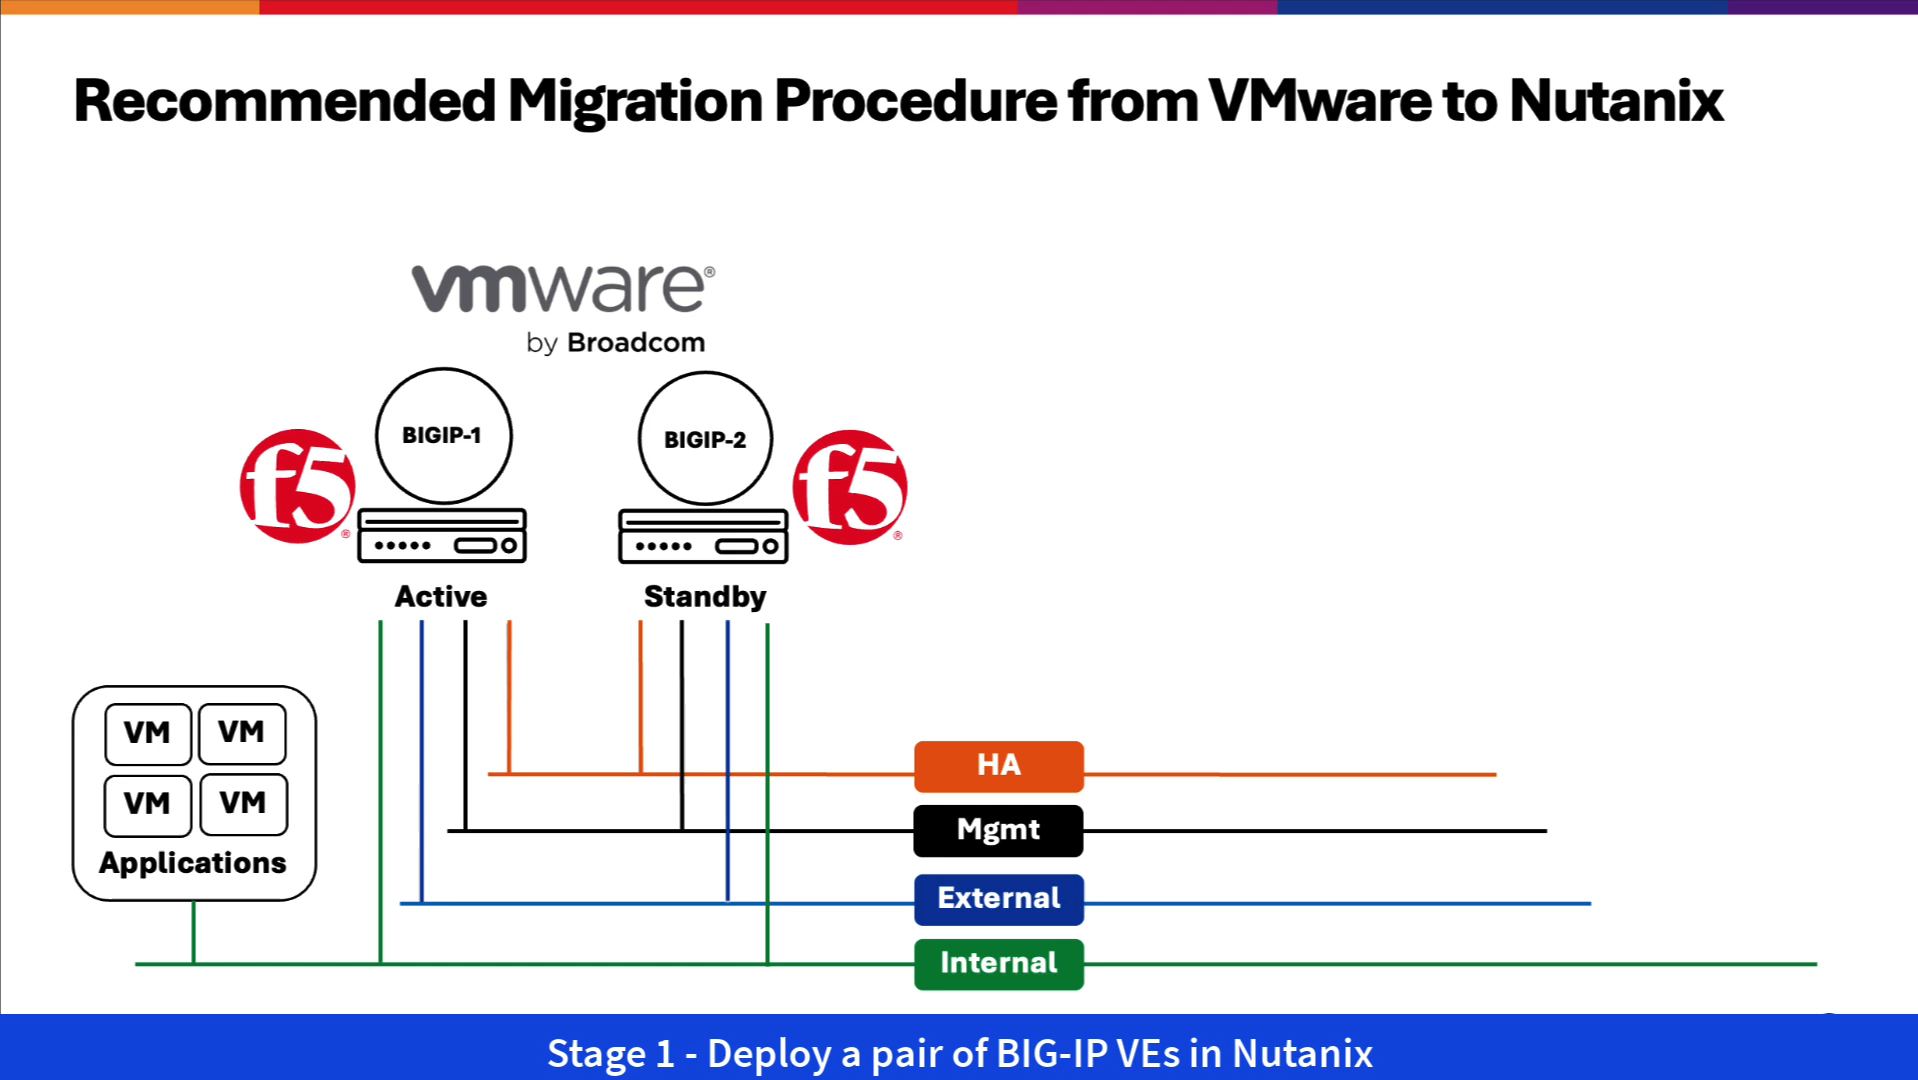 Recommended Migration Procedure from VMware to Nutanix
vmware®
by Broadcom
BIGIP-1
BIGIP-2
f5®
f5®
Active
Standby
VM
VM
VM
VM
Applications
HA
Mgmt
External
Internal
Stage 1 - Deploy a pair of BIG-IP VEs in Nutanix